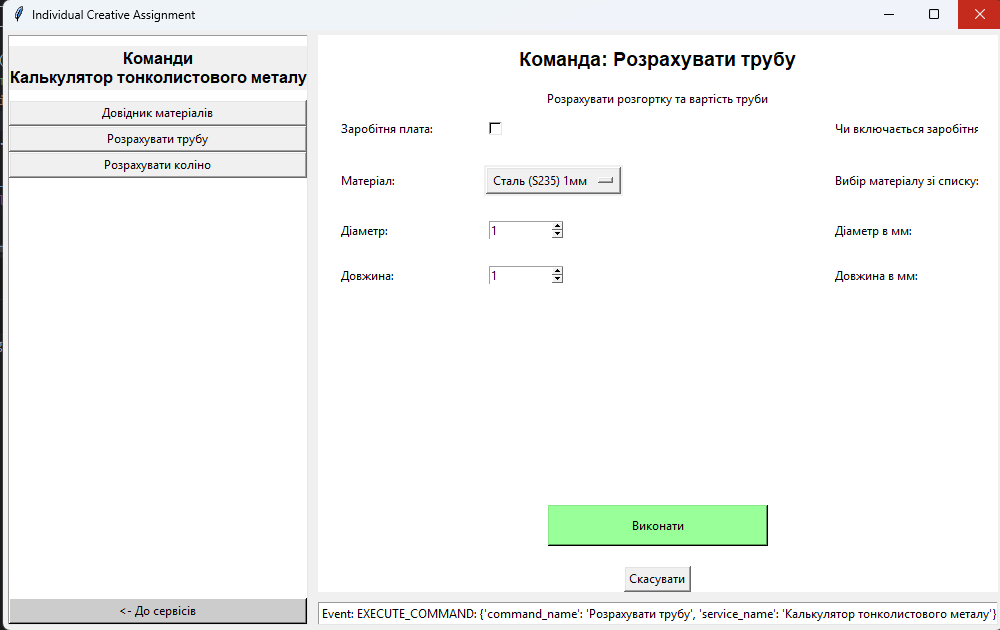 Individual Creative Assignment
Команди
Калькулятор тонколистового металу
Довідник матеріалів
Розрахувати трубу
Розрахувати коліно
<- До сервісів
Команда: Розрахувати трубу
Розрахувати розгортку та вартість труби
Заробітня плата:
Чи включається заробітня
Матеріал:
Сталь (S235) 1мм
Вибір матеріалу зі списку:
Діаметр:
1
Діаметр в мм:
Довжина:
1
Довжина в мм:
Виконати
Скасувати
Event: EXECUTE_COMMAND: {'command_name': 'Розрахувати трубу', 'service_name': 'Калькулятор тонколистового металу'}